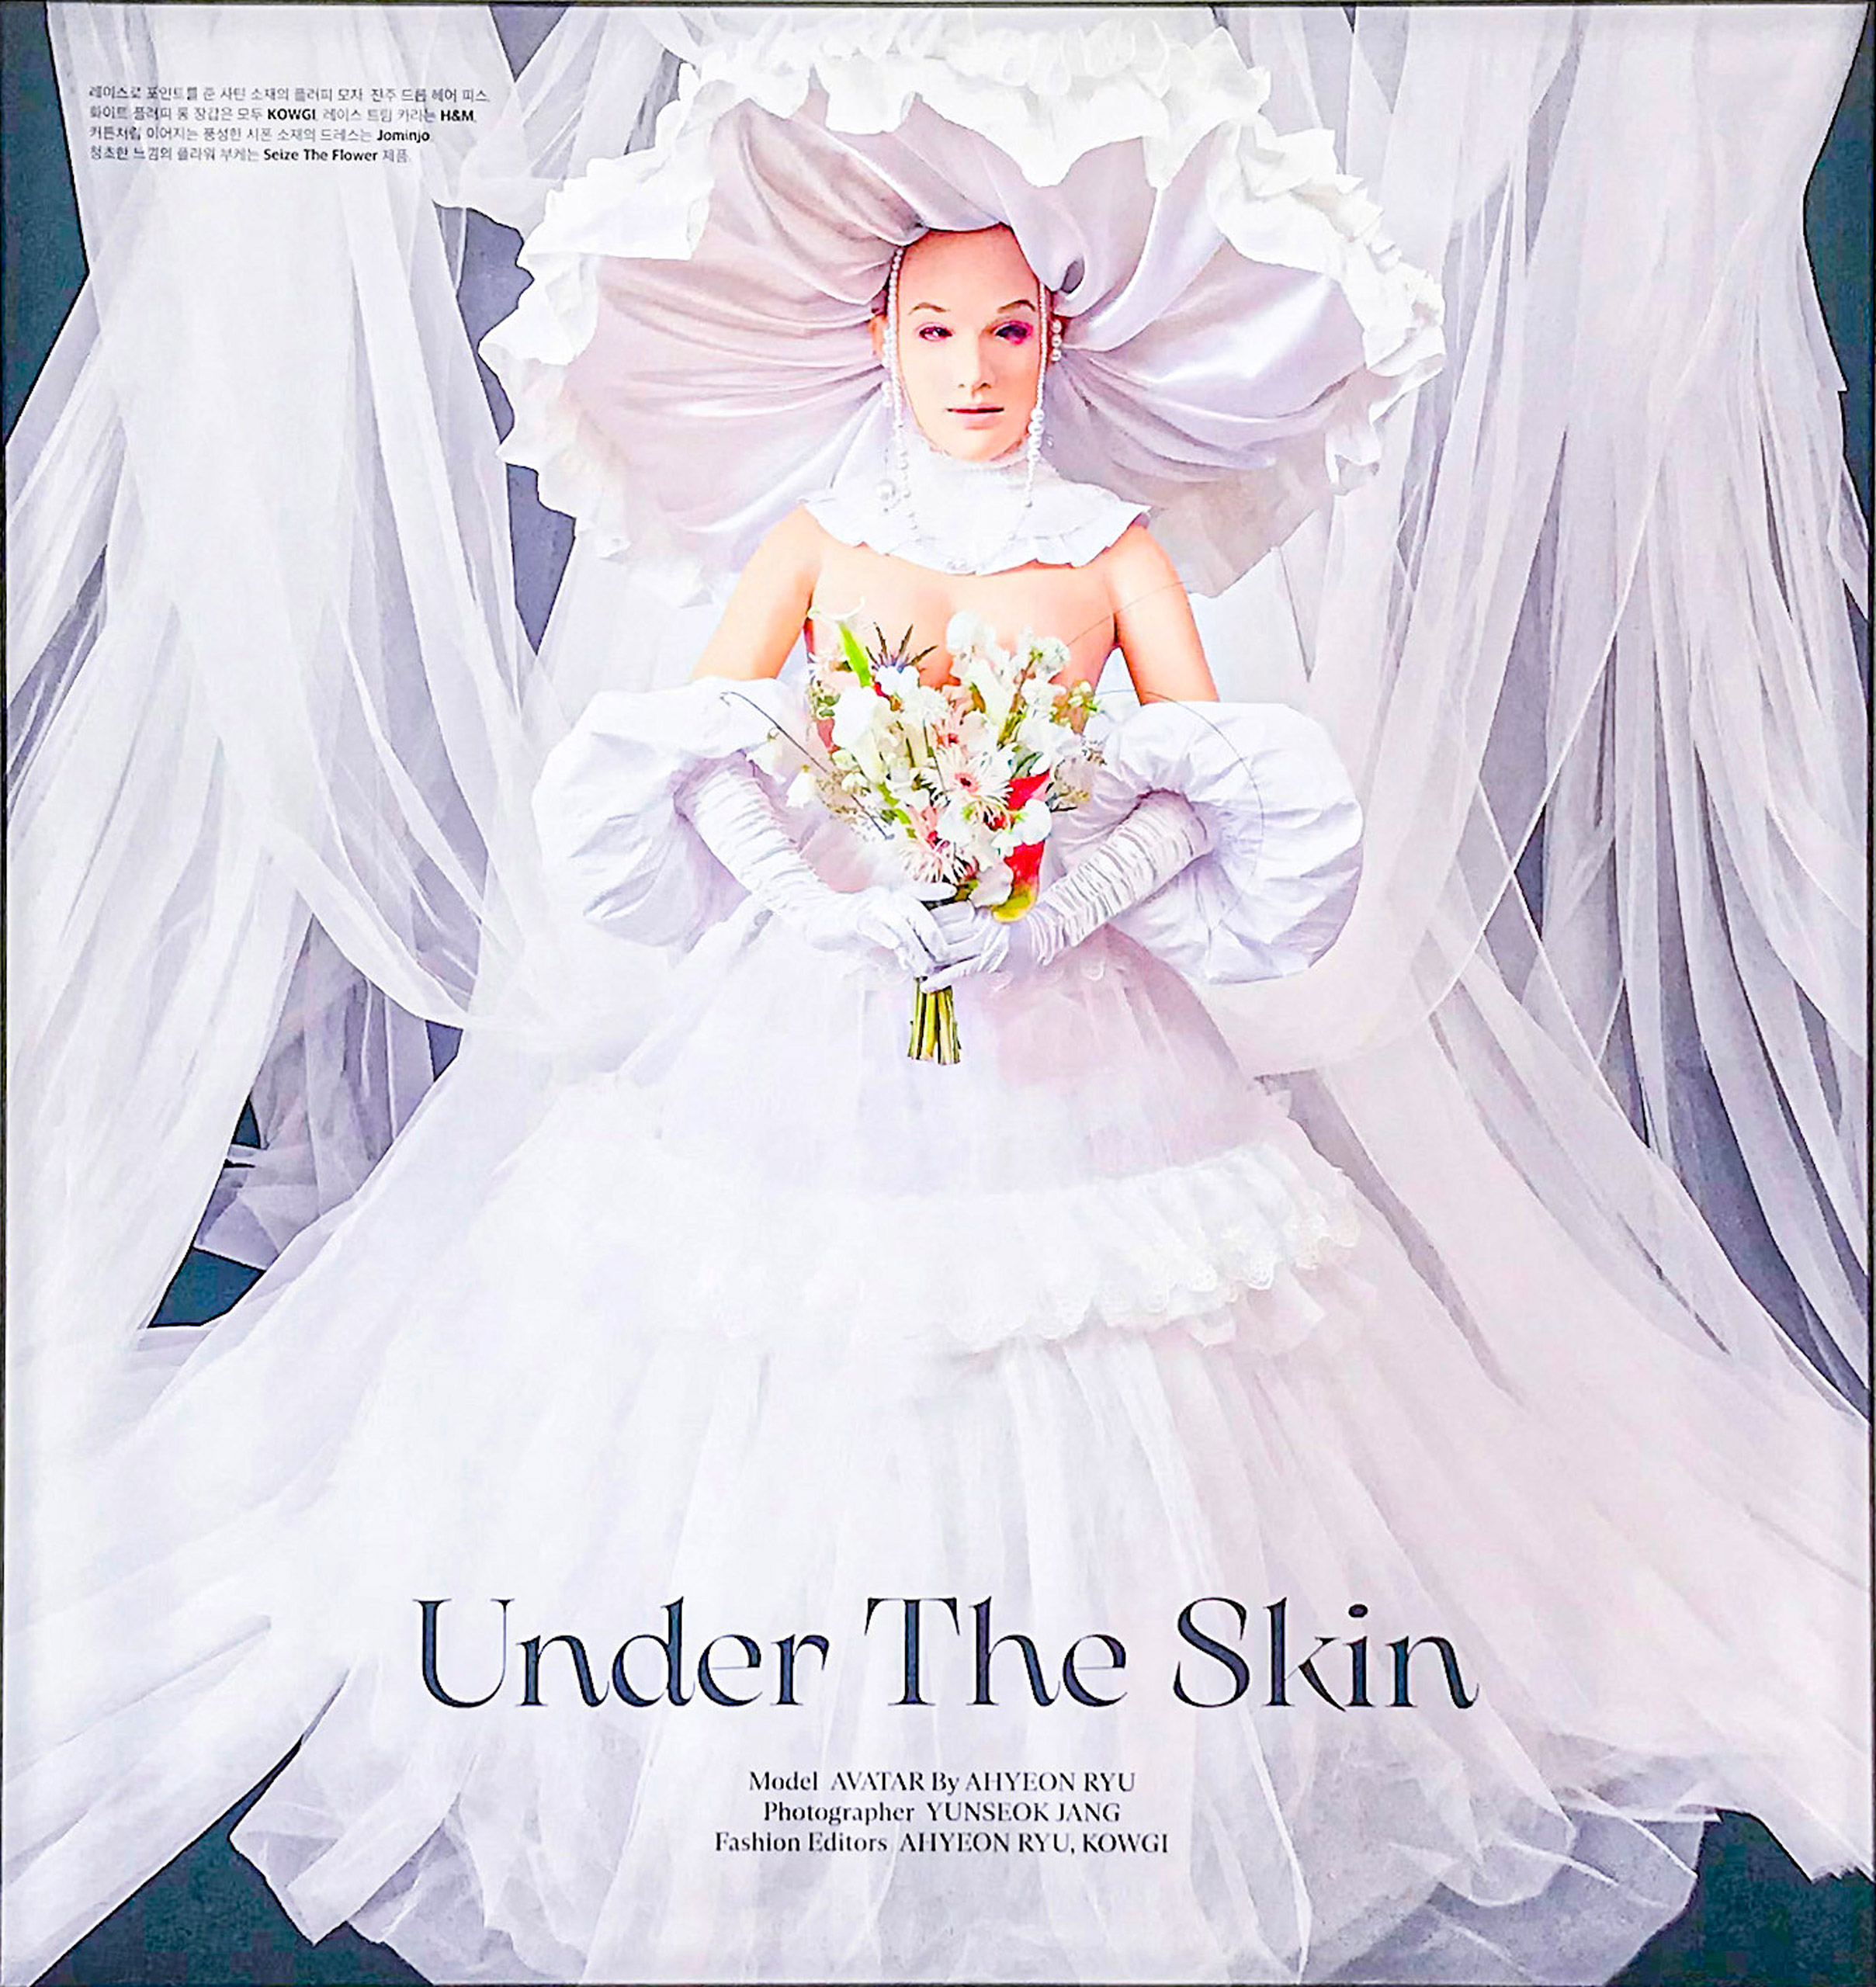 레이스로 포인트를 준 사틴 소재의 플러피 모자, 진주 드롭 헤어 피스,
화이트 플러피 롱 장갑은 모두 KOWGI, 레이스 트림 카라는 H&M,
커튼처럼 이어지는 풍성한 시폰 소재의 드레스는 Jominjo,
청초한 느낌의 플라워 부케는 Seize The Flower 제품.
Under The Skin
Model AVATAR By AHYEON RYU
Photographer YUNSEOK JANG
Fashion Editors AHYEON RYU, KOWGI